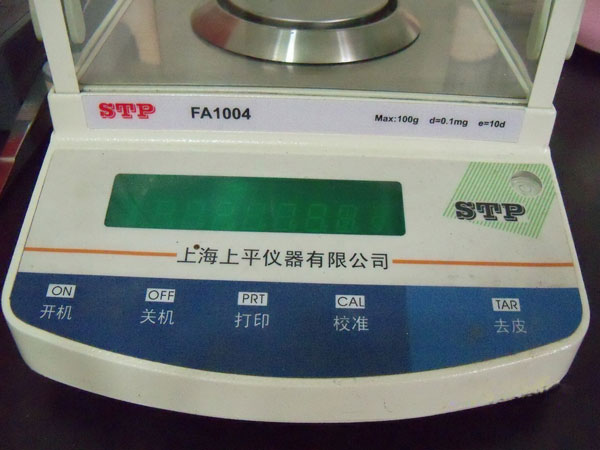 STP FA1004 Max:100g d=0.1mg e=10d
STP
上海上平仪器有限公司
ON OFF PRT CAL TAR
开机 关机 打印 校准 去皮